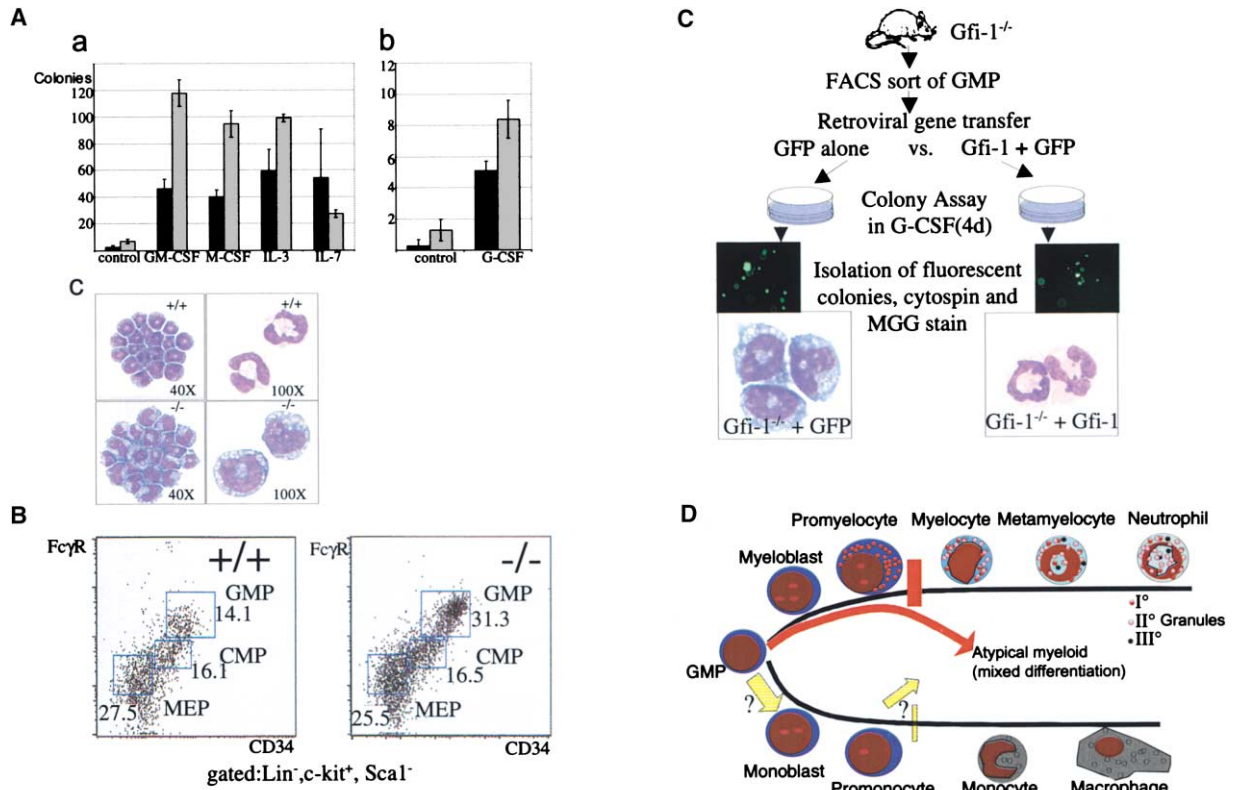 A
a
Colonies
120
100
80
60
40
20
control GM-CSF M-CSF IL-3 IL-7
b
12
10
8
6
4
2
control G-CSF
C
+/+
40X
+/+
100X
-/-
40X
-/-
100X
B
FcγR
+/+
GMP
14.1
CMP
16.1
MEP
27.5
CD34
FcγR
-/-
GMP
31.3
CMP
16.5
MEP
25.5
CD34
gated:Lin⁻,c-kit⁺, Sca1⁻
C
Gfi-1⁻/⁻
FACS sort of GMP
Retroviral gene transfer
GFP alone vs. Gfi-1 + GFP
Colony Assay
in G-CSF(4d)
Isolation of fluorescent
colonies, cytospin and
MGG stain
Gfi-1⁻/⁻ + GFP
Gfi-1⁻/⁻ + Gfi-1
D
Promyelocyte Myelocyte Metamyelocyte Neutrophil
Myeloblast
I°
II° Granules
III°
GMP
Atypical myeloid
(mixed differentiation)
?
?
Monoblast
Promonocyte Monocyte Macrophage